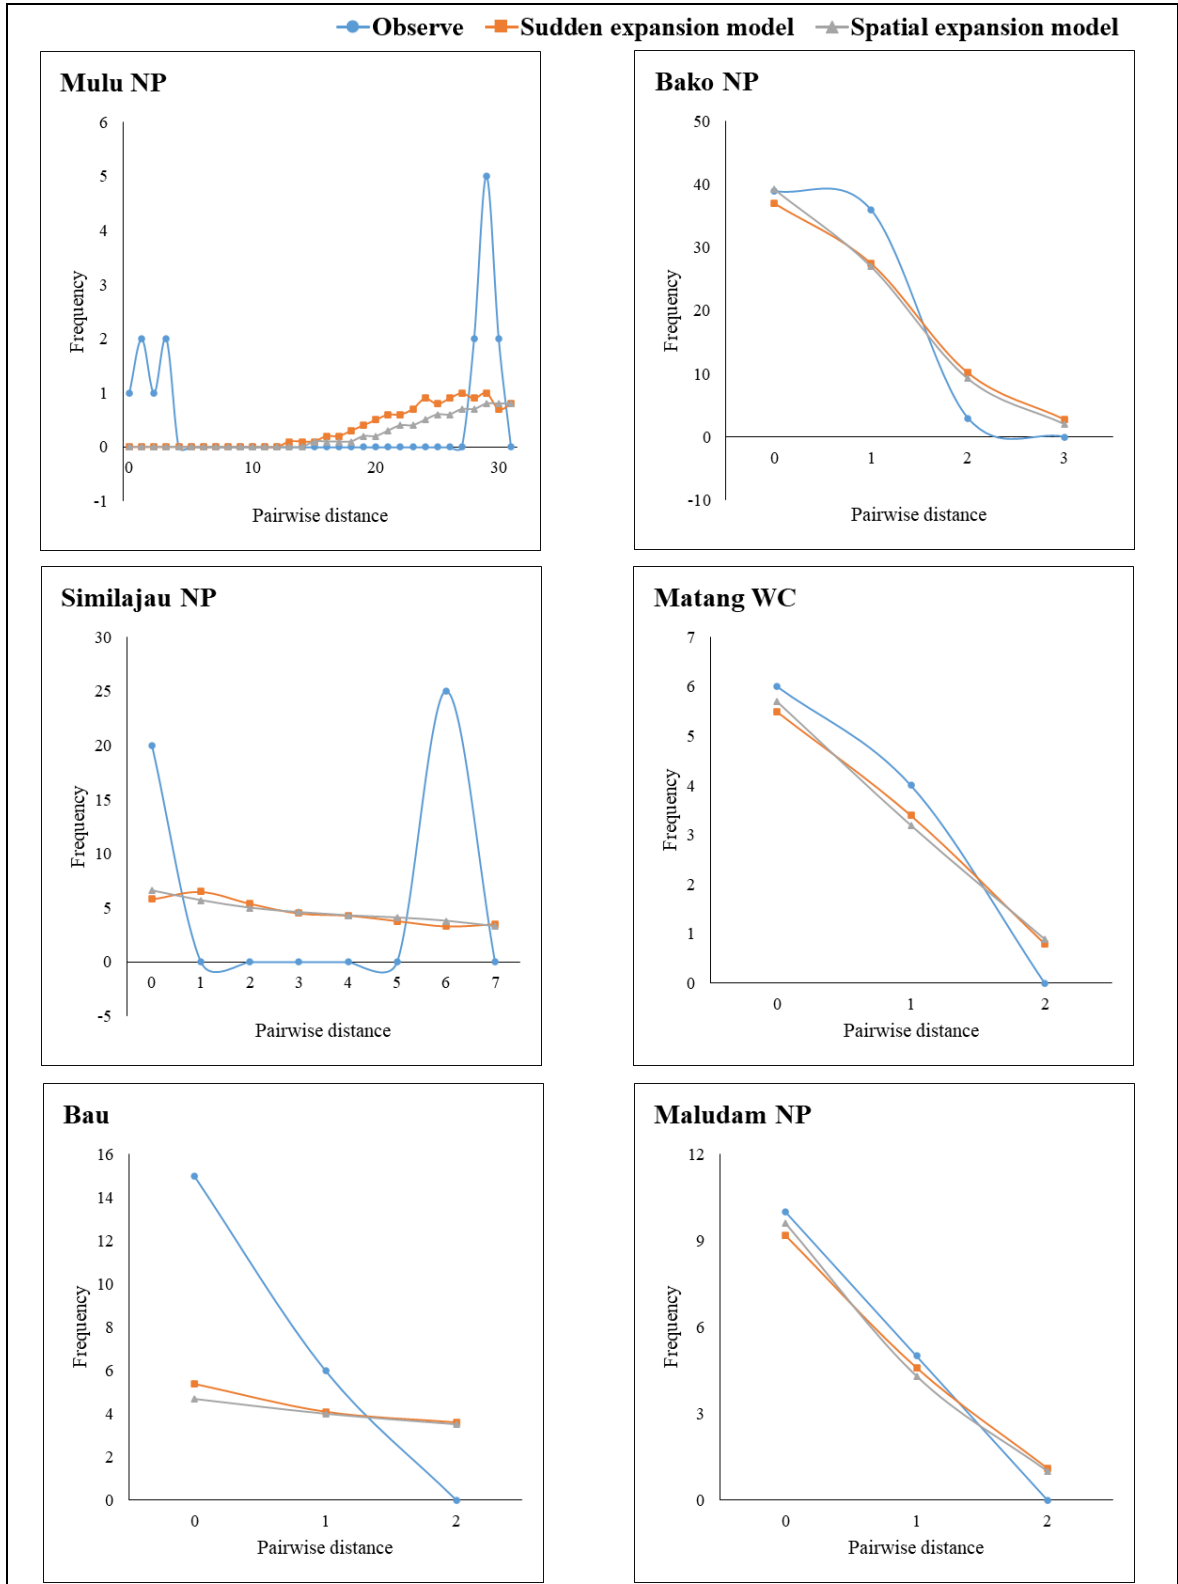 Observe Sudden expansion model Spatial expansion model
Mulu NP
6
5
4
3
2
1
0
-1
Frequency
0 10 20 30
Pairwise distance
Bako NP
50
40
30
20
10
0
-10
Frequency
0 1 2 3
Pairwise distance
Similajau NP
30
25
20
15
10
5
0
-5
Frequency
0 1 2 3 4 5 6 7
Pairwise distance
Matang WC
7
6
5
4
3
2
1
0
Frequency
0 1 2
Pairwise distance
Bau
16
14
12
10
8
6
4
2
0
Frequency
0 1 2
Pairwise distance
Maludam NP
12
9
6
3
0
Frequency
0 1 2
Pairwise distance